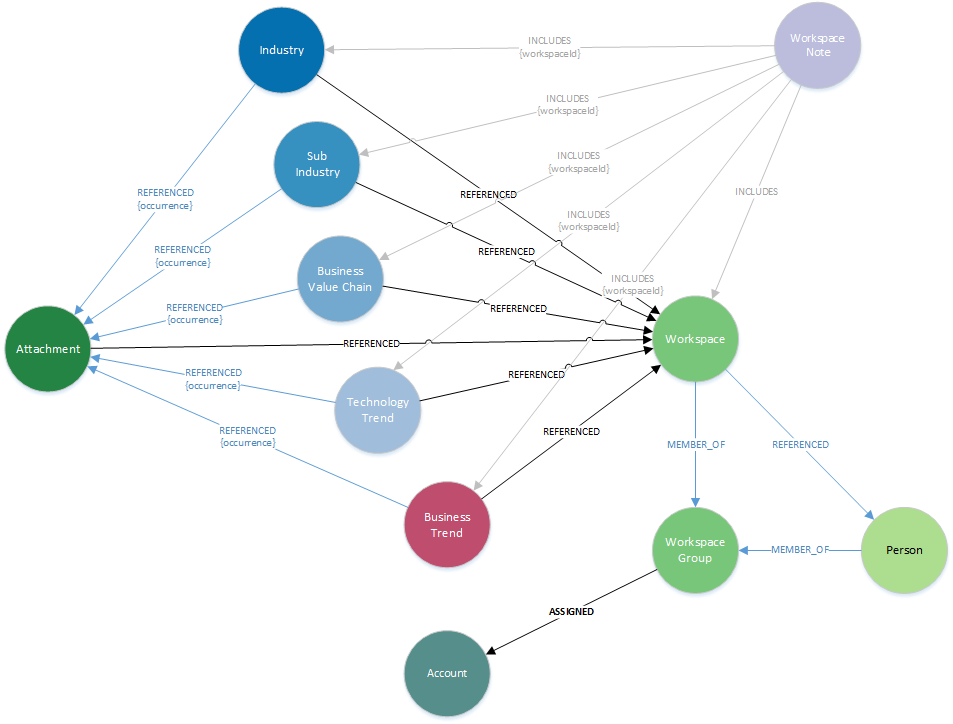 Industry
INCLUDES
{workspaceId}
Workspace
Note
INCLUDES
{workspaceId}
Sub
Industry
INCLUDES
{workspaceId}
REFERENCED
{occurrence}
REFERENCED
INCLUDES
INCLUDES
{workspaceId}
REFERENCED
{occurrence}
REFERENCED
Business
Value Chain
INCLUDES
{workspaceId}
REFERENCED
{occurrence}
REFERENCED
Attachment
REFERENCED
Workspace
REFERENCED
{occurrence}
REFERENCED
Technology
Trend
REFERENCED
{occurrence}
REFERENCED
MEMBER_OF
REFERENCED
Business
Trend
Workspace
Group
MEMBER_OF
Person
ASSIGNED
Account